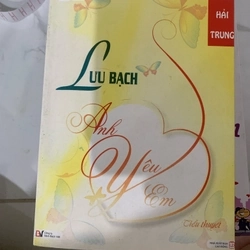 HẢI
TRUNG
LƯU BẠCH
Anh
Yêu
Em
Tiểu thuyết